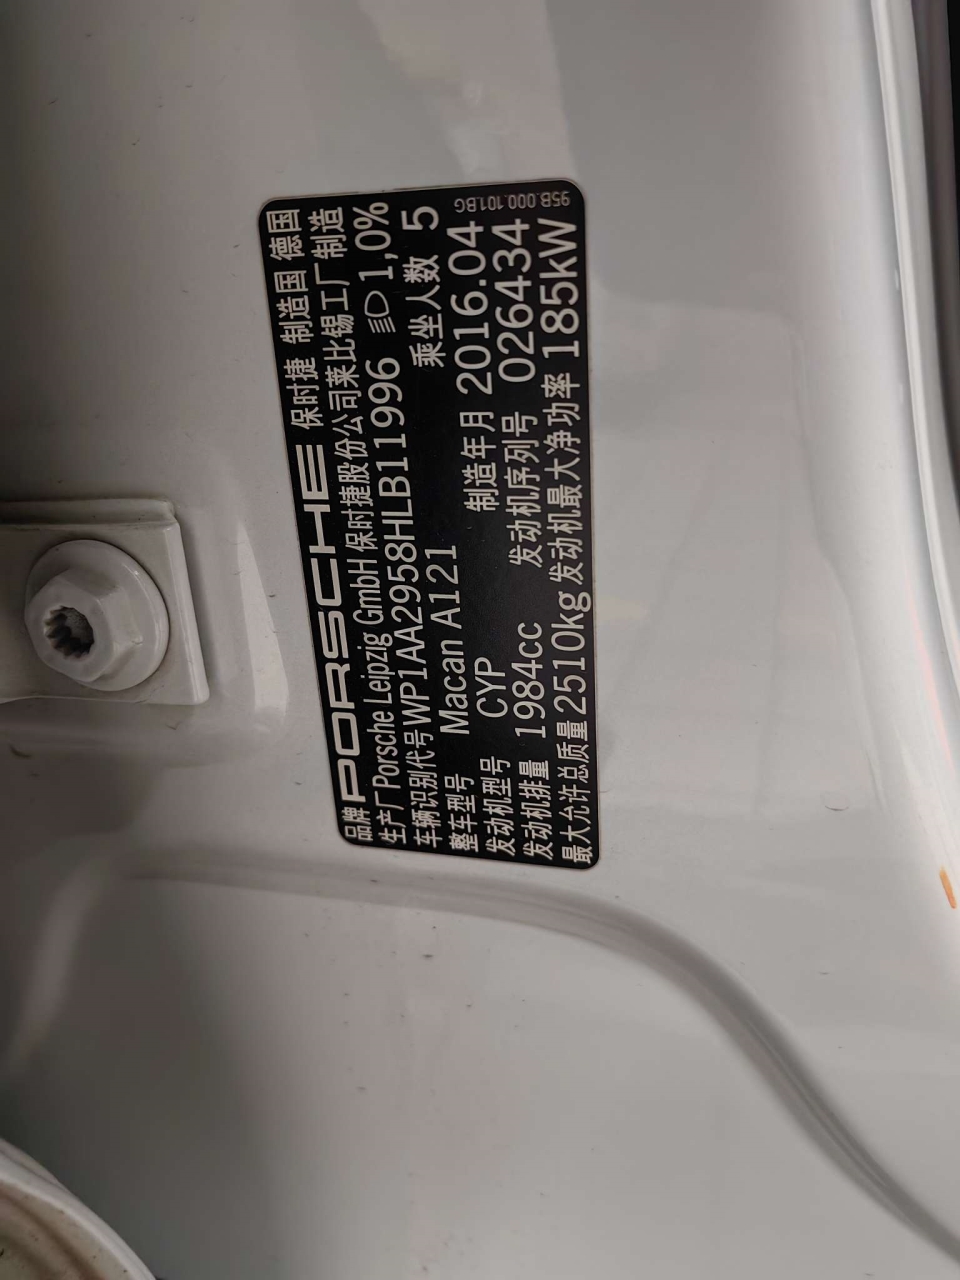 品牌 PORSCHE 保时捷 制造国 德国
生产厂 Porsche Leipzig GmbH 保时捷股份公司莱比锡工厂制造
车辆识别代号 WP1AA2958HLB11996 1,0%
整车型号 Macan A121 乘坐人数 5
发动机型号 CYP 制造年月 2016.04
发动机排量 1984cc 发动机序列号 026434
最大允许总质量 2510kg 发动机最大净功率 185kW
95B.000.101.BG